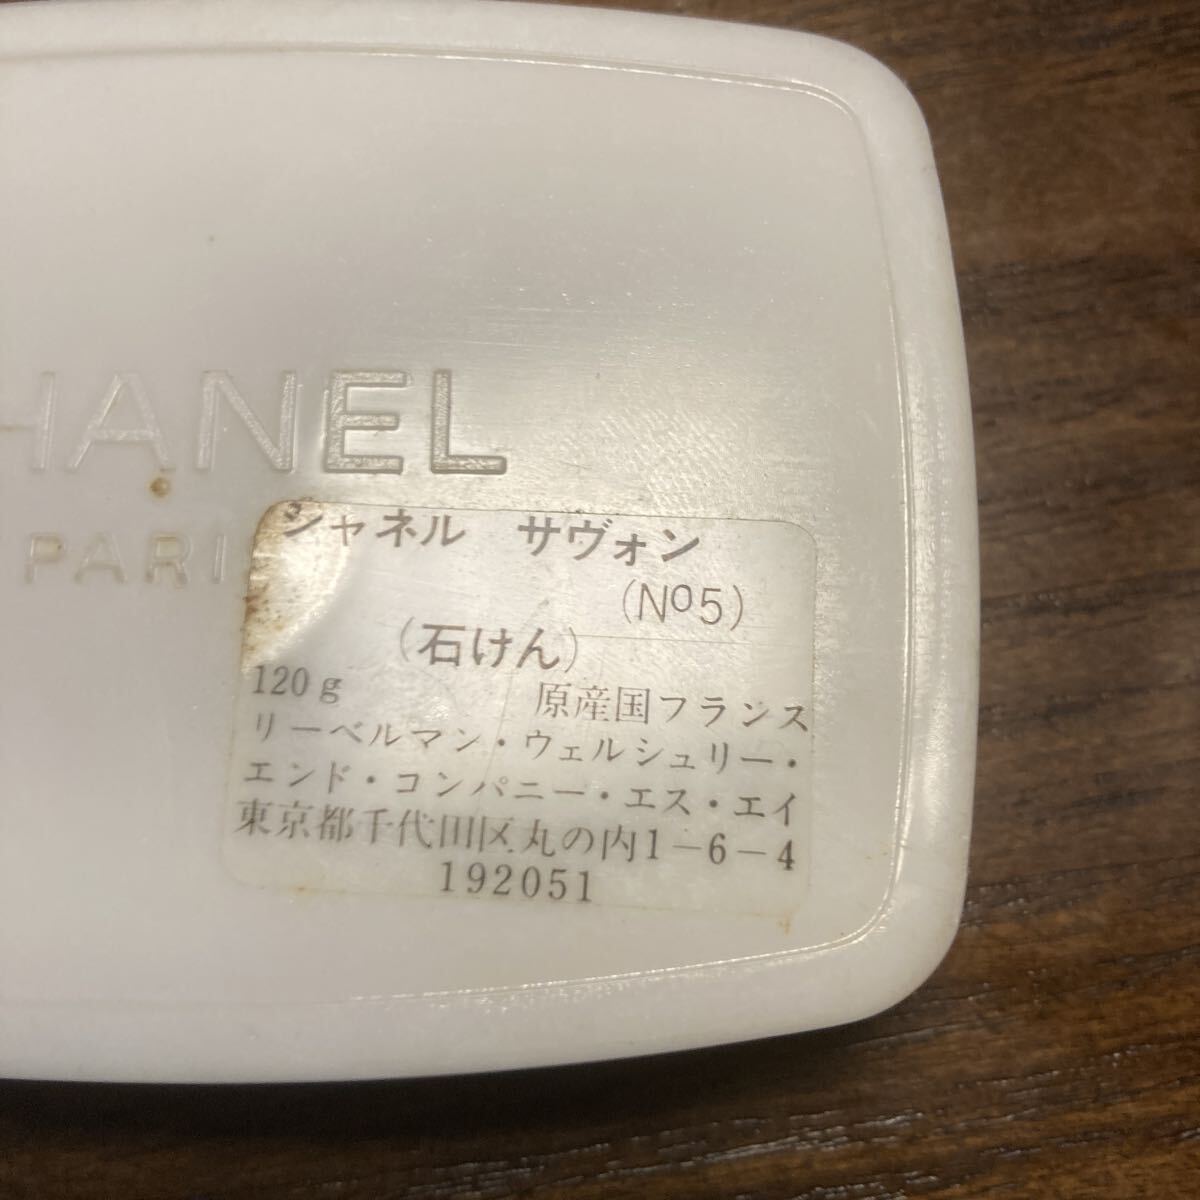 HANEL
PARI
シャネル サヴォン
(No5)
(石けん)
120g 原産国フランス
リーベルマン・ウェルシュリー・
エンド・コンパニー・エス・エイ
東京都千代田区丸の内1-6-4
192051